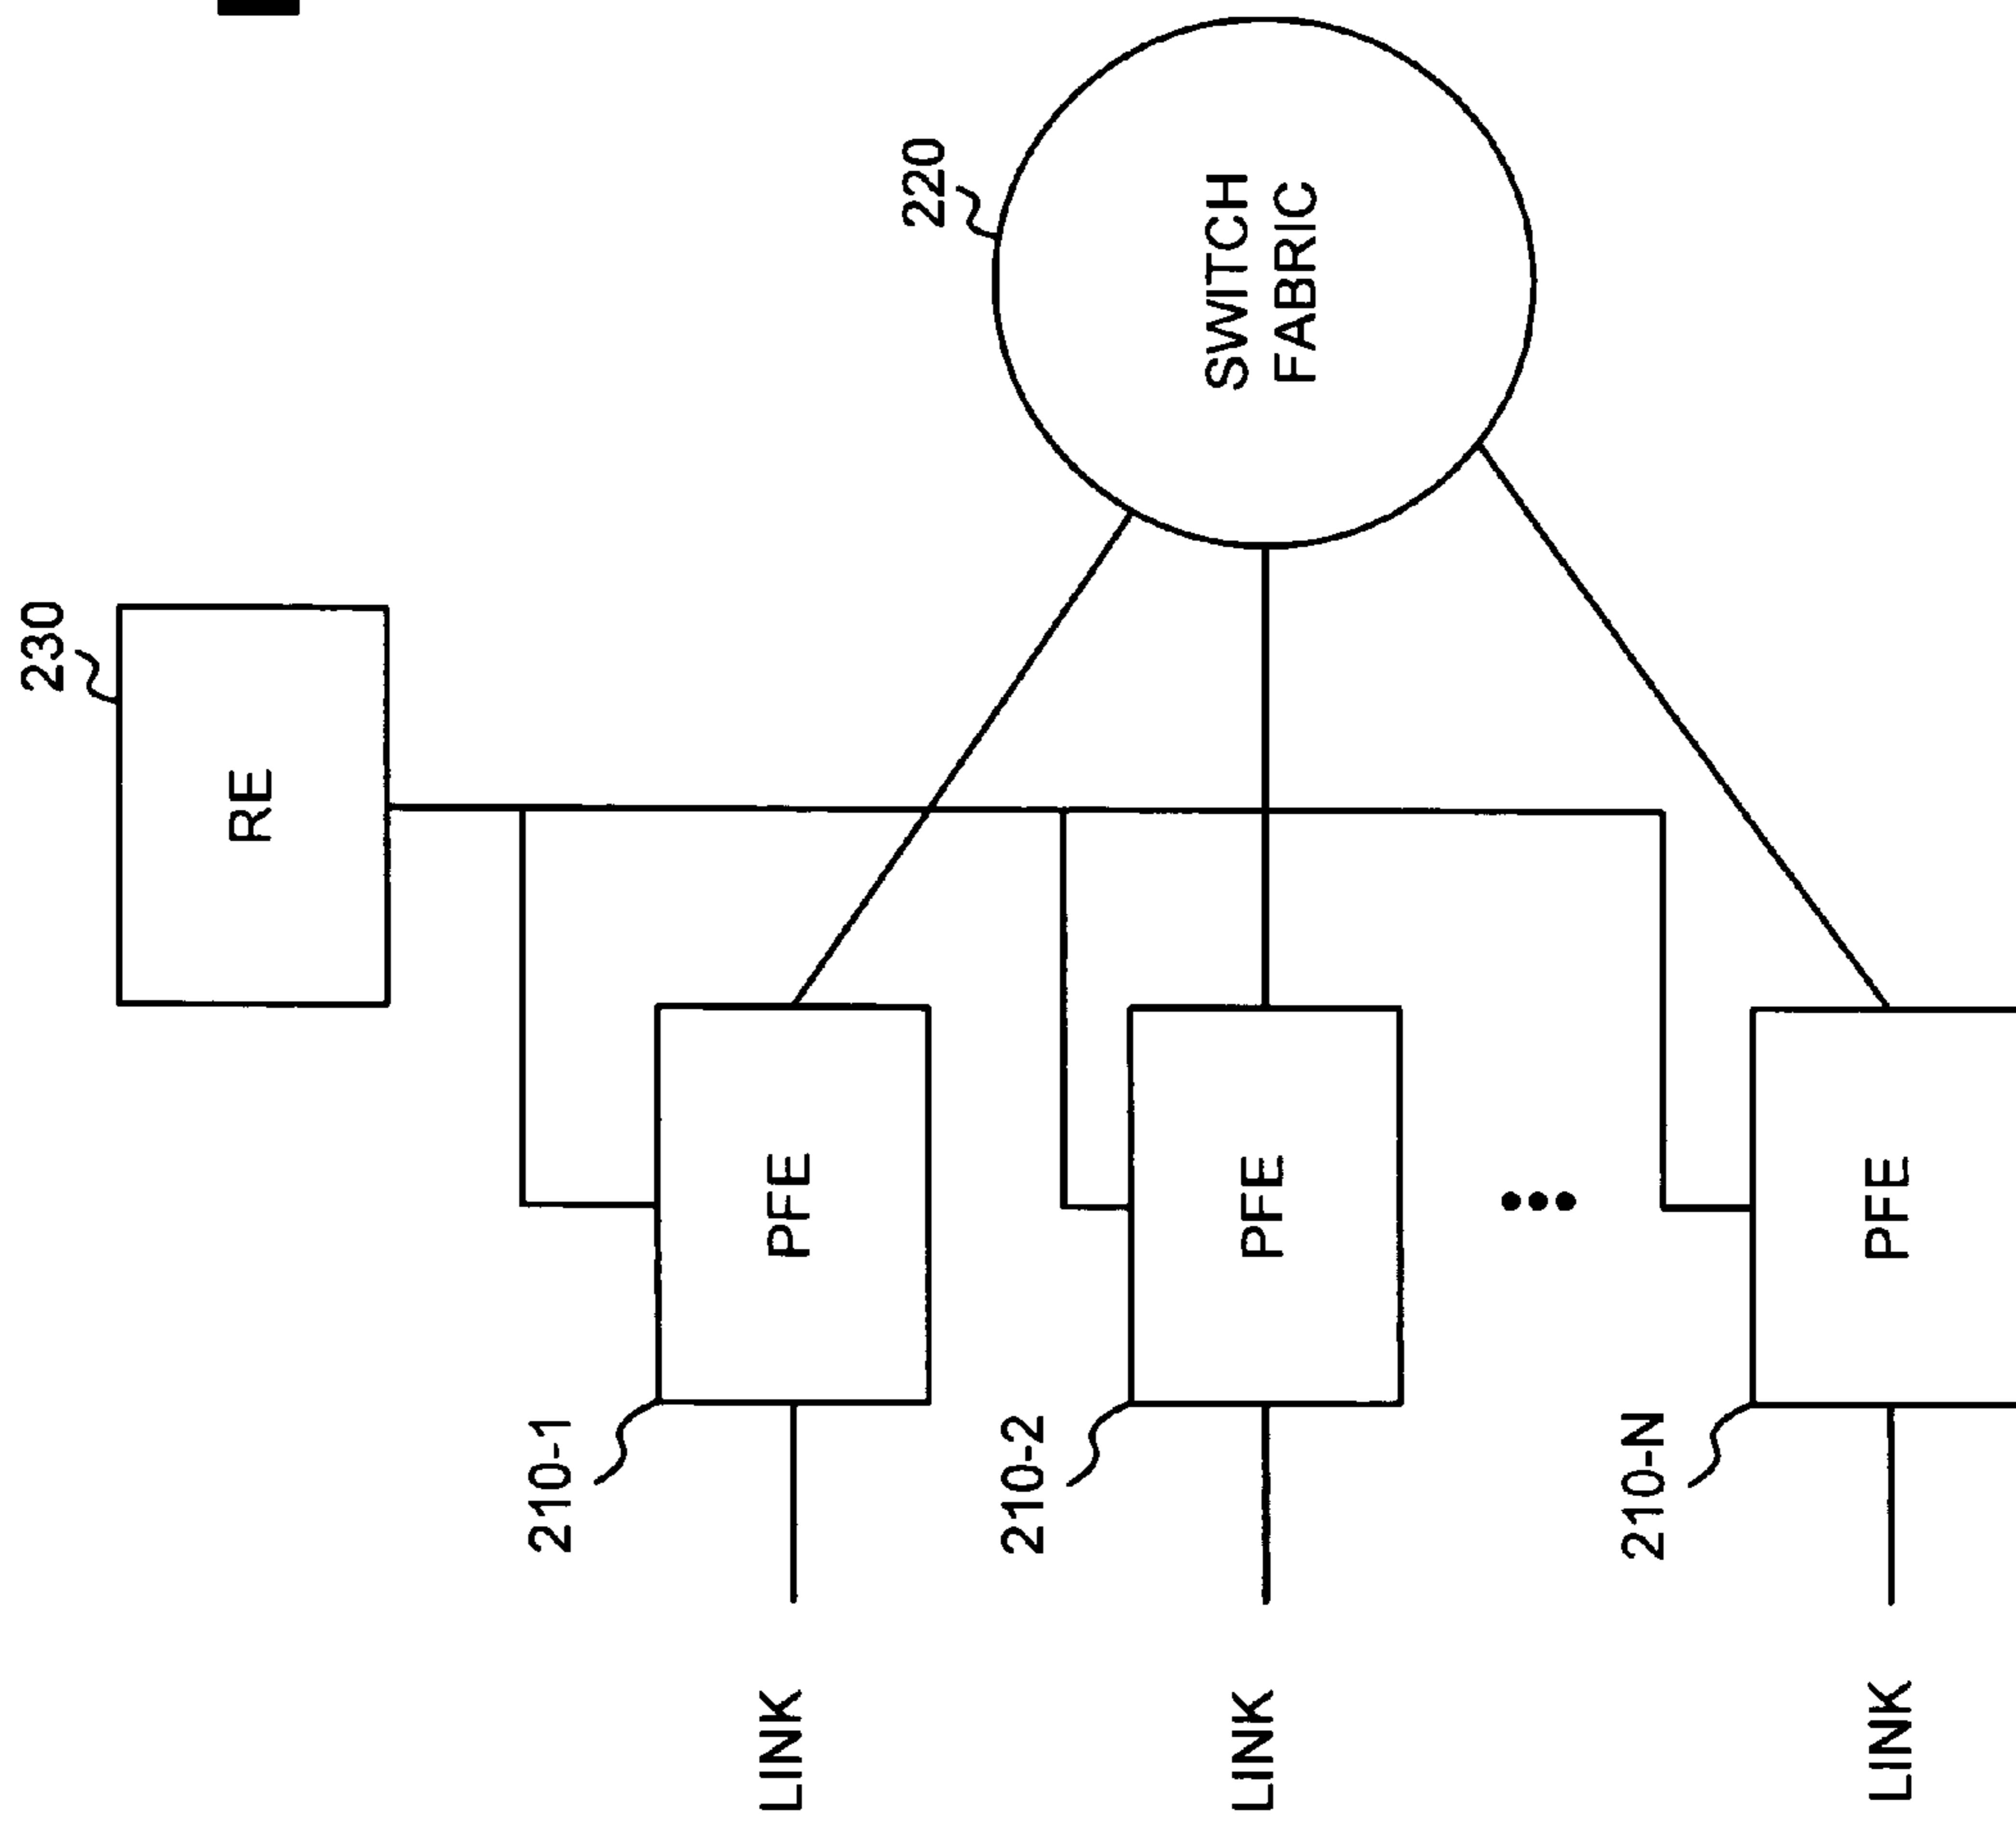 230
RE
220
SWITCH
FABRIC
210-1
PFE
LINK
210-2
PFE
LINK
210-N
PFE
LINK